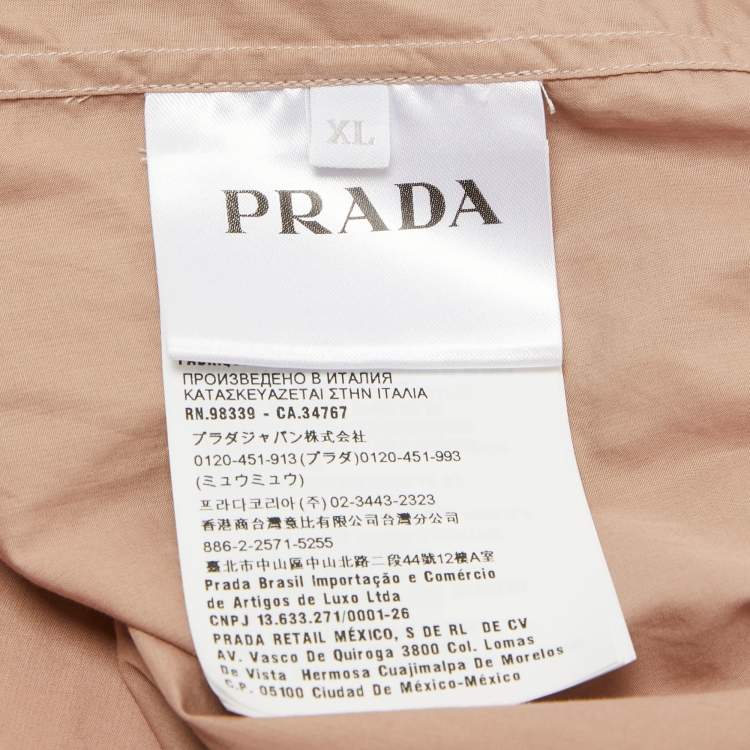 XL
PRADA
ПРОИЗВЕДЕНО В ИТАЛИЯ
ΚΑΤΑΣΚΕΥΑΖΕΤΑΙ ΣΤΗΝ ΙΤΑΛΙΑ
RN.98339 - CA.34767
プラダジャパン株式会社
0120-451-913(プラダ)0120-451-993
(ミュウミュウ)
프라다코리아(주) 02-3443-2323
香港商台灣意比有限公司台灣分公司
886-2-2571-5255
臺北市中山區中山北路二段44號12樓A室
Prada Brasil Importação e Comércio
de Artigos de Luxo Ltda
CNPJ 13.633.271/0001-26
PRADA RETAIL MÉXICO, S DE RL DE CV
AV. Vasco De Quiroga 3800 Col. Lomas
De Vista Hermosa Cuajimalpa De Morelos
C.P. 05100 Ciudad De México-México